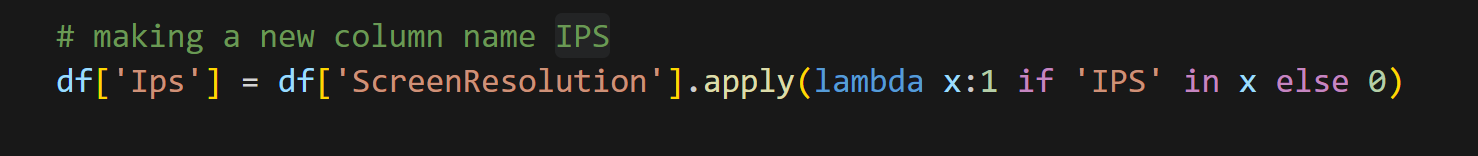 # making a new column name IPS
df['Ips'] = df['ScreenResolution'].apply(lambda x:1 if 'IPS' in x else 0)